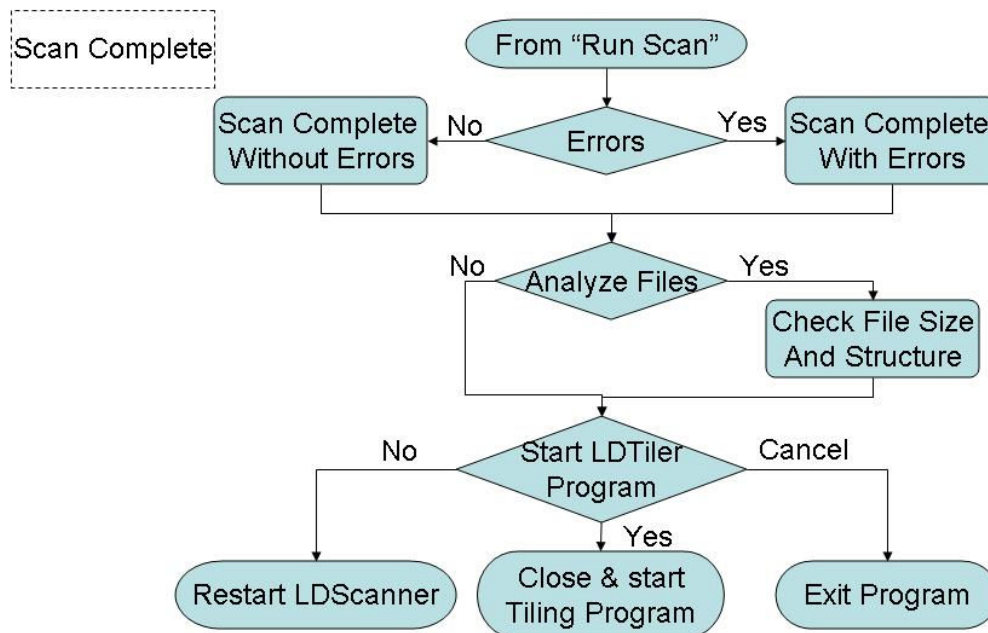 Scan Complete
From “Run Scan”
Scan Complete
Without Errors
No
Errors
Yes
Scan Complete
With Errors
No
Analyze Files
Yes
Check File Size
And Structure
No
Start LDTiler
Program
Cancel
Yes
Restart LDScanner
Close & start
Tiling Program
Exit Program